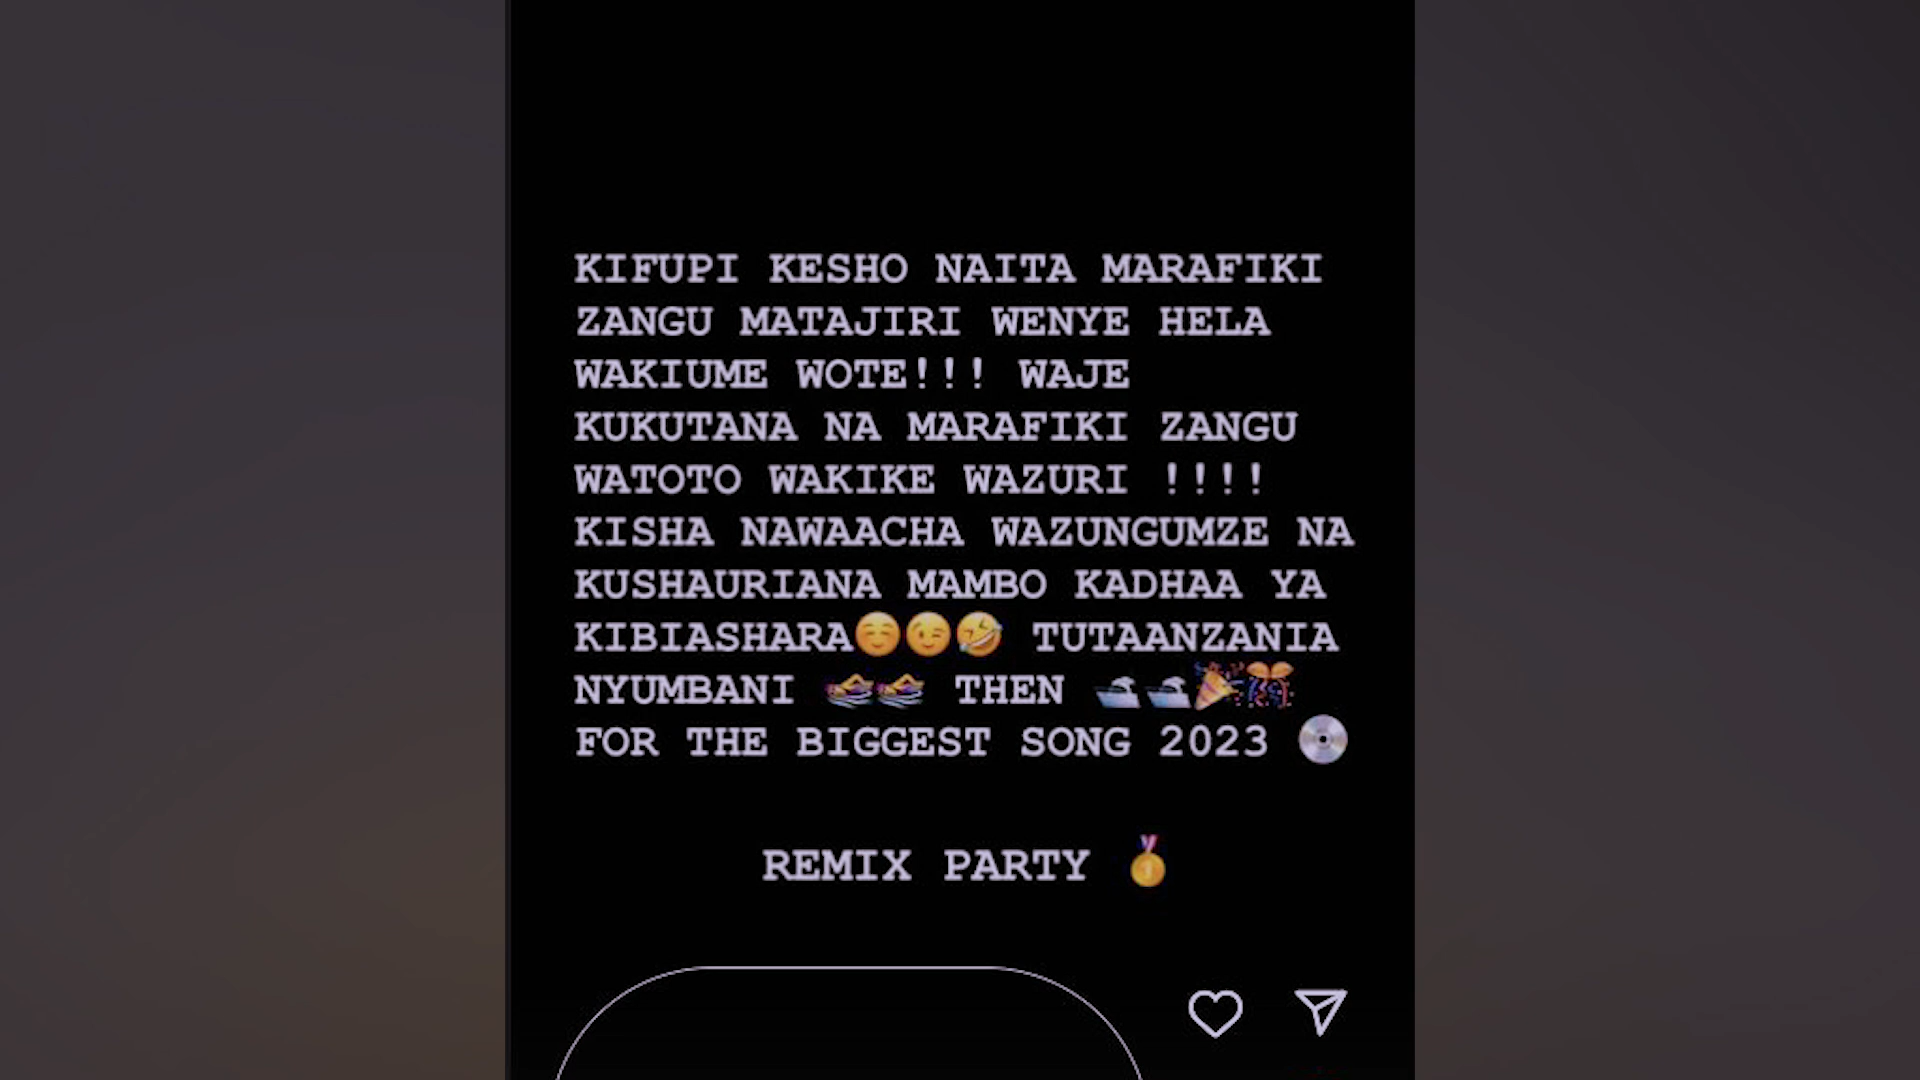 KIFUPI KESHO NAITA MARAFIKI
ZANGU MATAJIRI WENYE HELA
WAKIUME WOTE!!! WAJE
KUKUTANA NA MARAFIKI ZANGU
WATOTO WAKIKE WAZURI !!!!
KISHA NAWAACHA WAZUNGUMZE NA
KUSHAURIANA MAMBO KADHAA YA
KIBIASHARA☺️😉🤣 TUTAANZANIA
NYUMBANI 🏊🏊 THEN 🛥🛥🎉🎊
FOR THE BIGGEST SONG 2023 💿
REMIX PARTY 🏅